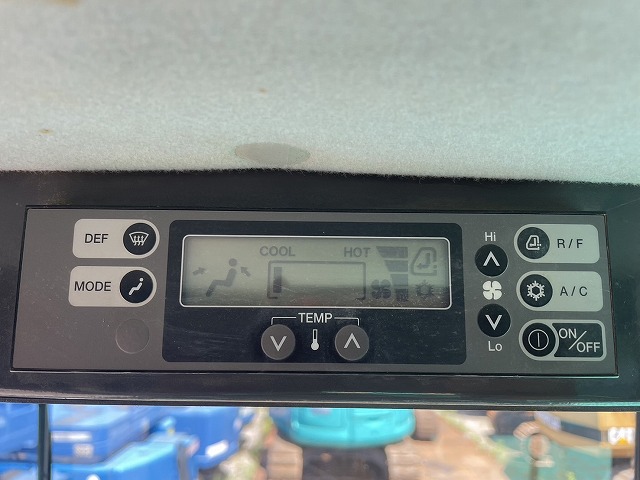 DEF
MODE
COOL HOT
TEMP
Hi
Lo
R/F
A/C
ON/OFF